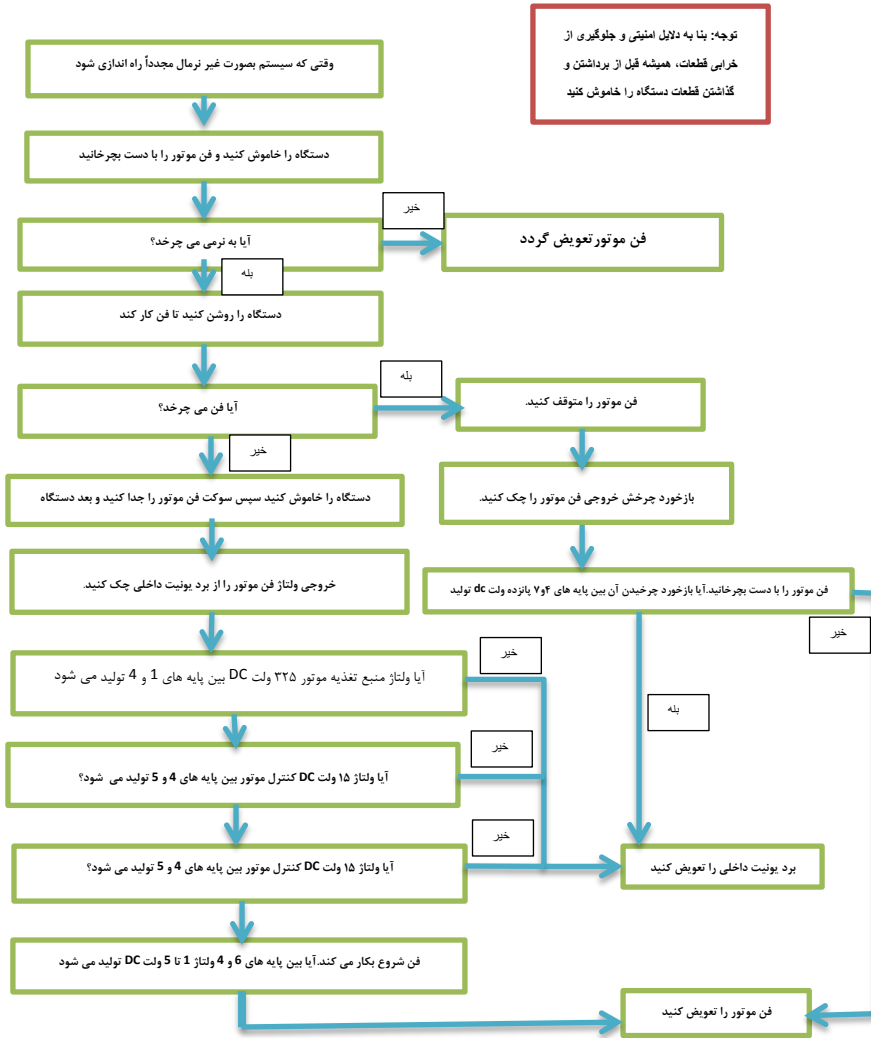 توجه: بنا به دلایل امنیتی و جلوگیری از
خرابی قطعات، همیشه قبل از برداشتن و
گذاشتن قطعات دستگاه را خاموش کنید
وقتی که سیستم بصورت غیر نرمال مجدداً راه اندازی شود
دستگاه را خاموش کنید و فن موتور را با دست بچرخانید
آیا به نرمی می چرخد؟
خیر
فن موتورتعویض گردد
بله
دستگاه را روشن کنید تا فن کار کند
آیا فن می چرخد؟
بله
فن موتور را متوقف کنید.
خیر
بازخورد چرخش خروجی فن موتور را چک کنید.
دستگاه را خاموش کنید سپس سوکت فن موتور را جدا کنید و بعد دستگاه
فن موتور را با دست بچرخانید.آیا بازخورد چرخیدن آن بین پایه های ۴و۷ پانزده ولت dc تولید
خروجی ولتاژ فن موتور را از برد یونیت داخلی چک کنید.
خیر
بله
آیا ولتاژ منبع تغذیه موتور ۳۲۵ ولت DC بین پایه های 1 و 4 تولید می شود
خیر
آیا ولتاژ ۱۵ ولت DC کنترل موتور بین پایه های 4 و 5 تولید می شود؟
خیر
آیا ولتاژ ۱۵ ولت DC کنترل موتور بین پایه های 4 و 5 تولید می شود؟
خیر
برد یونیت داخلی را تعویض کنید
فن شروع بکار می کند.آیا بین پایه های 6 و 4 ولتاژ 1 تا 5 ولت DC تولید می شود
فن موتور را تعویض کنید